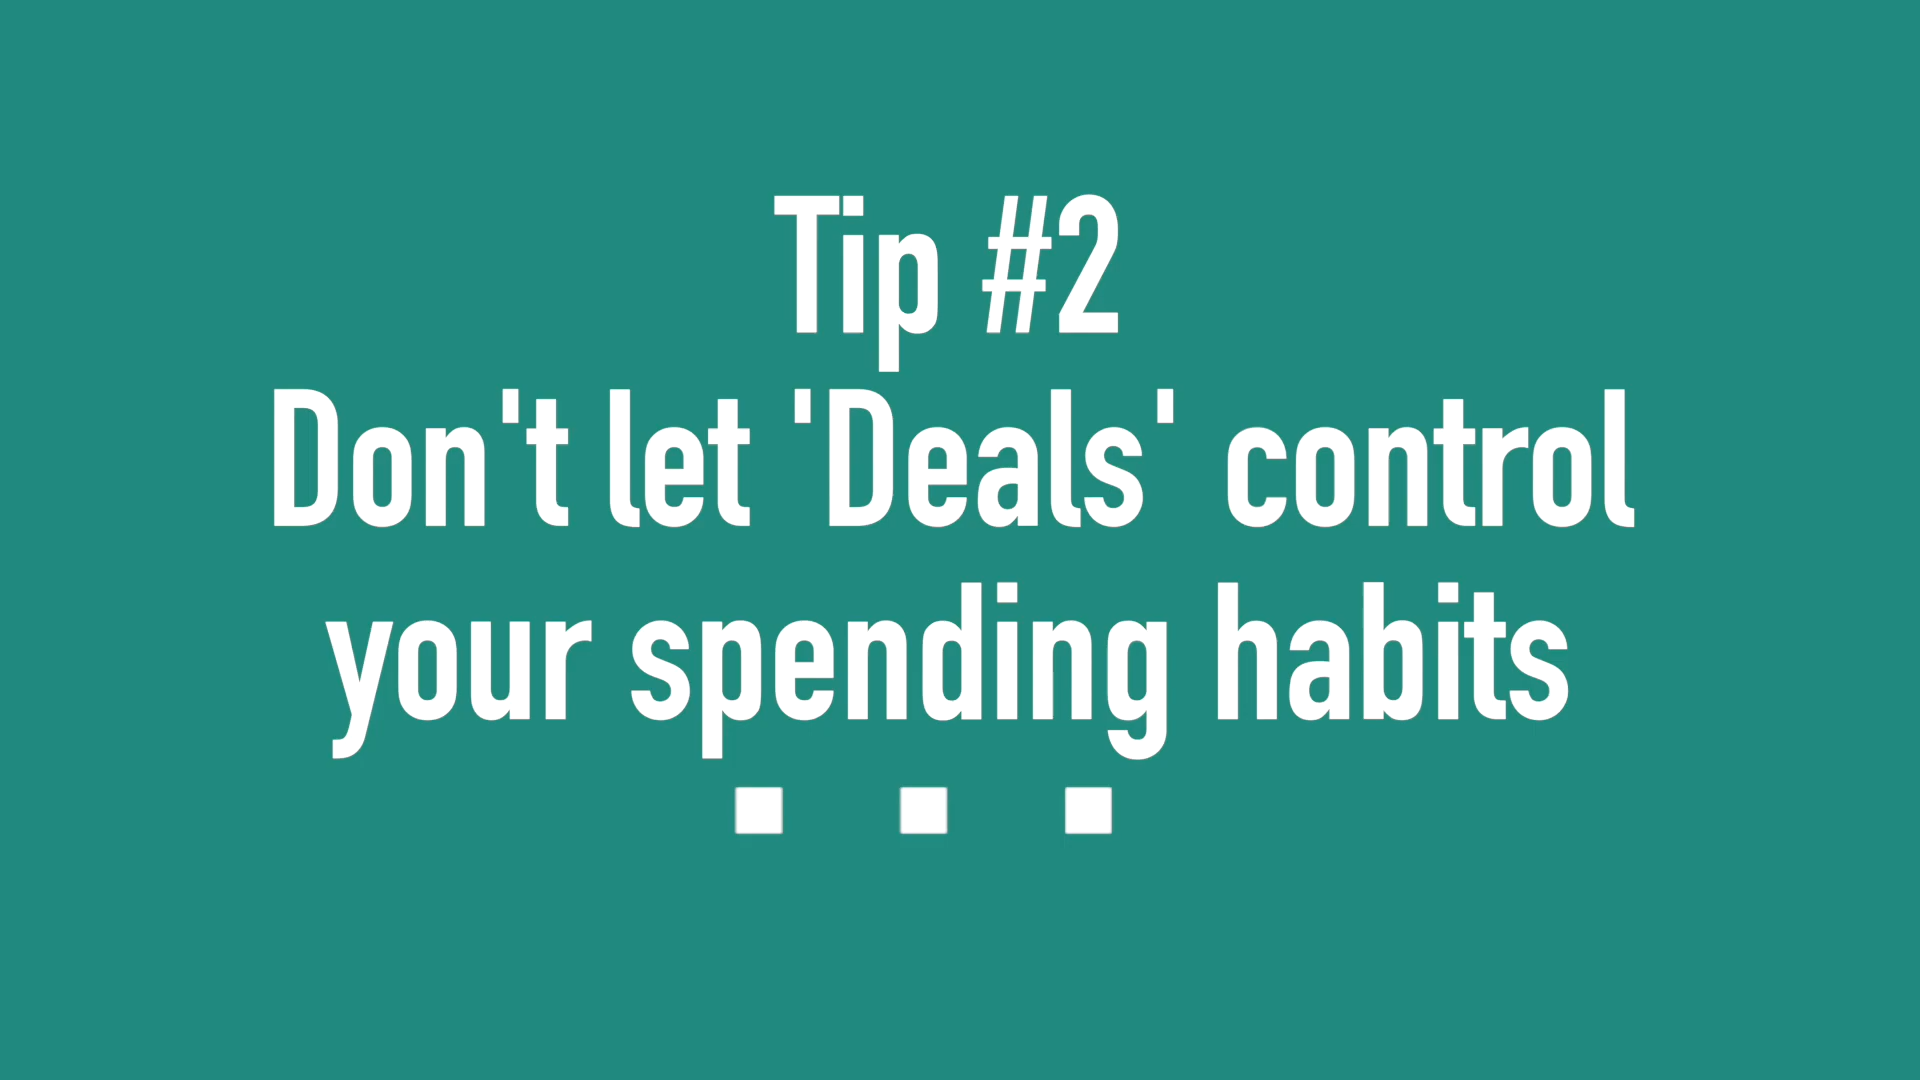 Tip #2
Don't let 'Deals' control
your spending habits
...